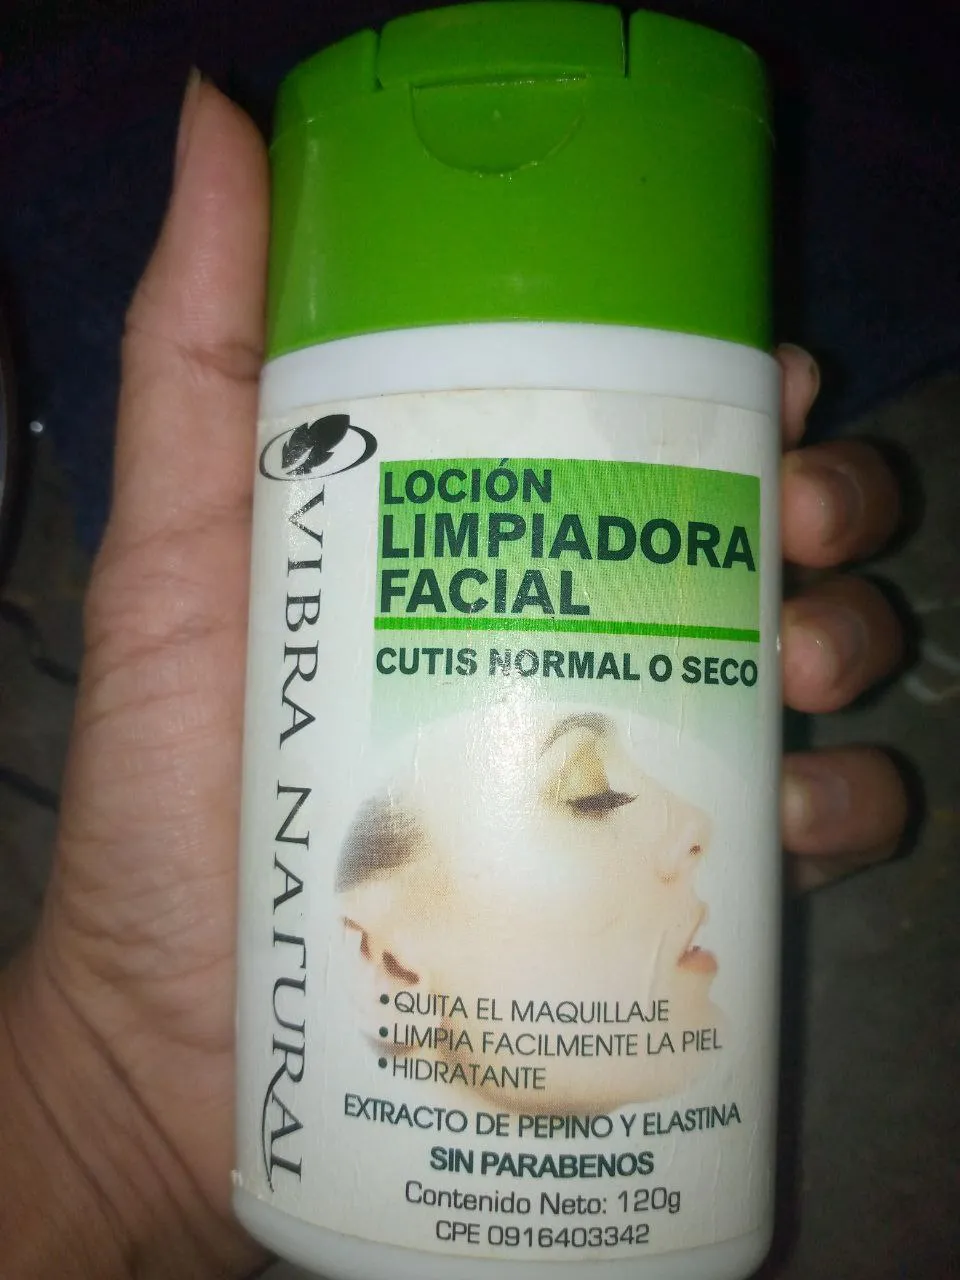 VIBRA NATURAL
LOCIÓN
LIMPIADORA
FACIAL
CUTIS NORMAL O SECO
•QUITA EL MAQUILLAJE
•LIMPIA FACILMENTE LA PIEL
•HIDRATANTE
EXTRACTO DE PEPINO Y ELASTINA
SIN PARABENOS
Contenido Neto: 120g
CPE 0916403342